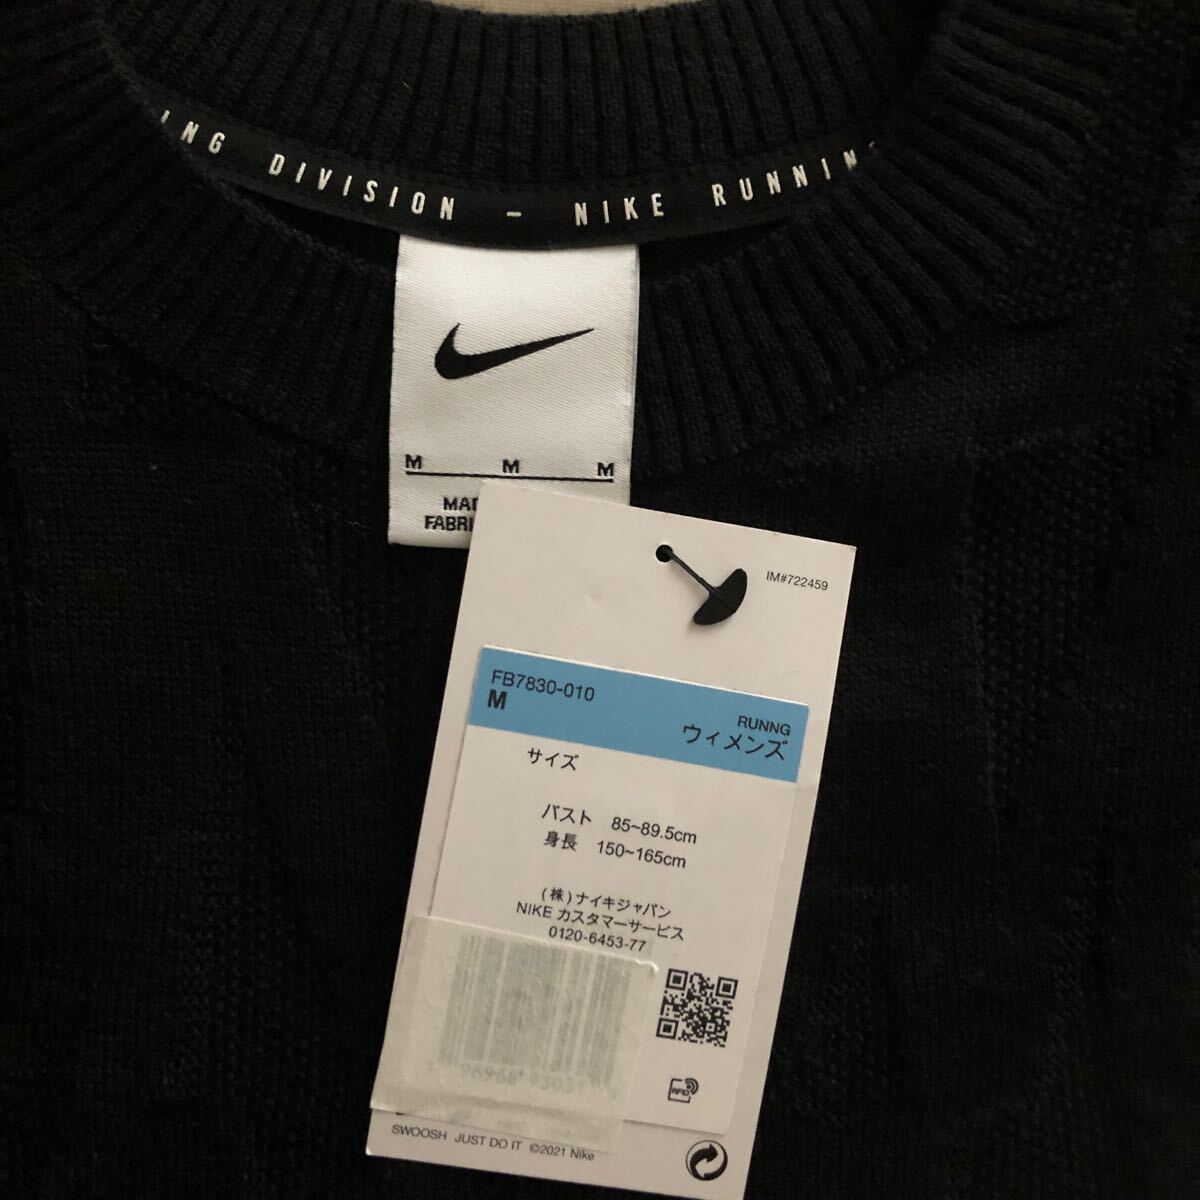 NG DIVISION – NIKE RUNNIN
M M M
IM#722459
FB7830-010
M
RUNNG
ウィメンズ
サイズ
バスト 85~89.5cm
身長 150~165cm
(株)ナイキジャパン
NIKE カスタマーサービス
0120-6453-77
RFID
SWOOSH JUST DO IT ©2021 Nike